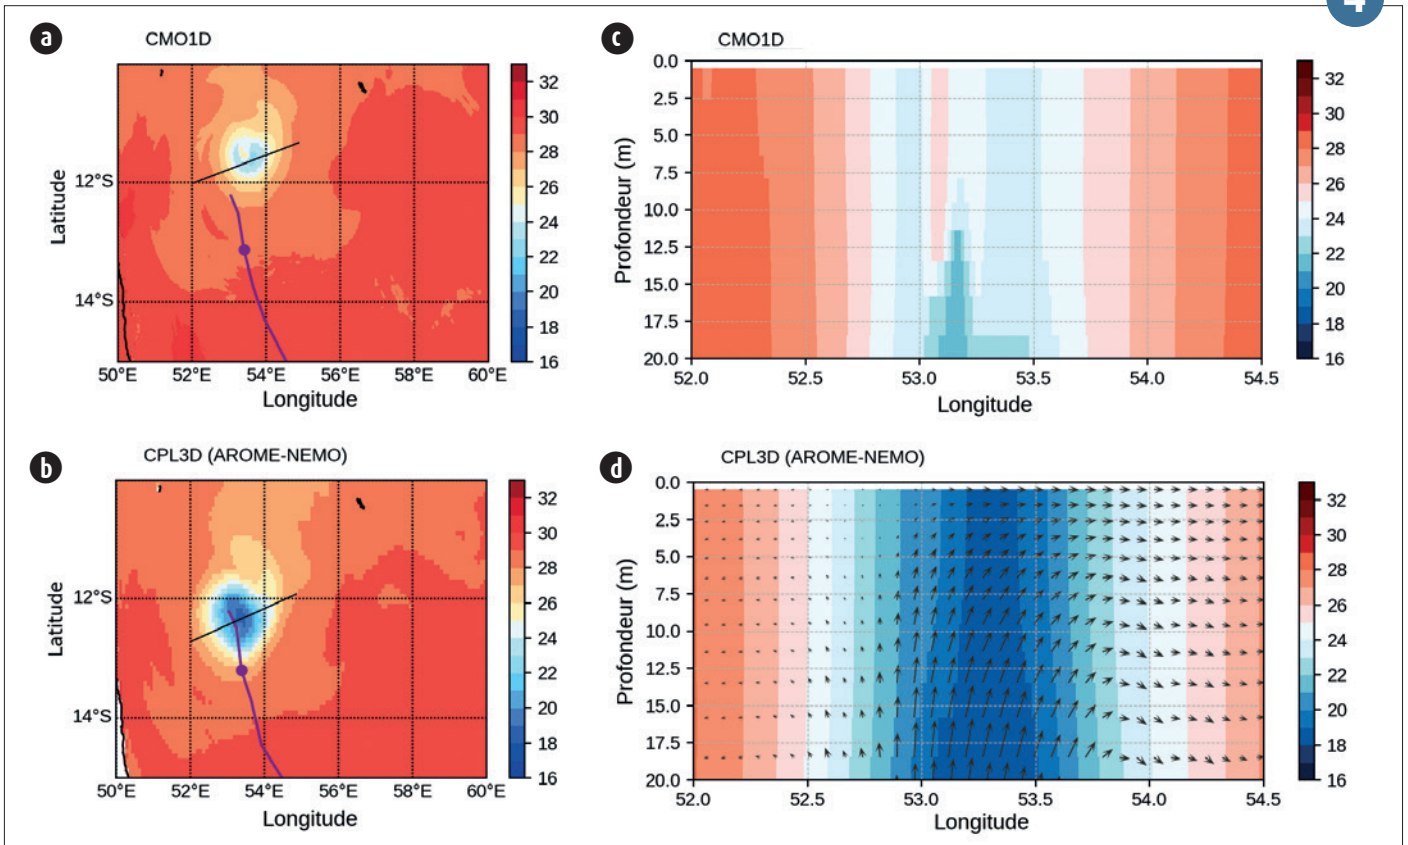 4
a
CMO1D
Latitude
12°S
14°S
50°E 52°E 54°E 56°E 58°E 60°E
Longitude
32
30
28
26
24
22
20
18
16
c
CMO1D
Profondeur (m)
0.0
2.5
5.0
7.5
10.0
12.5
15.0
17.5
20.0
52.0 52.5 53.0 53.5 54.0 54.5
Longitude
32
30
28
26
24
22
20
18
16
b
CPL3D (AROME-NEMO)
Latitude
12°S
14°S
50°E 52°E 54°E 56°E 58°E 60°E
Longitude
32
30
28
26
24
22
20
18
16
d
CPL3D (AROME-NEMO)
Profondeur (m)
0.0
2.5
5.0
7.5
10.0
12.5
15.0
17.5
20.0
52.0 52.5 53.0 53.5 54.0 54.5
Longitude
32
30
28
26
24
22
20
18
16